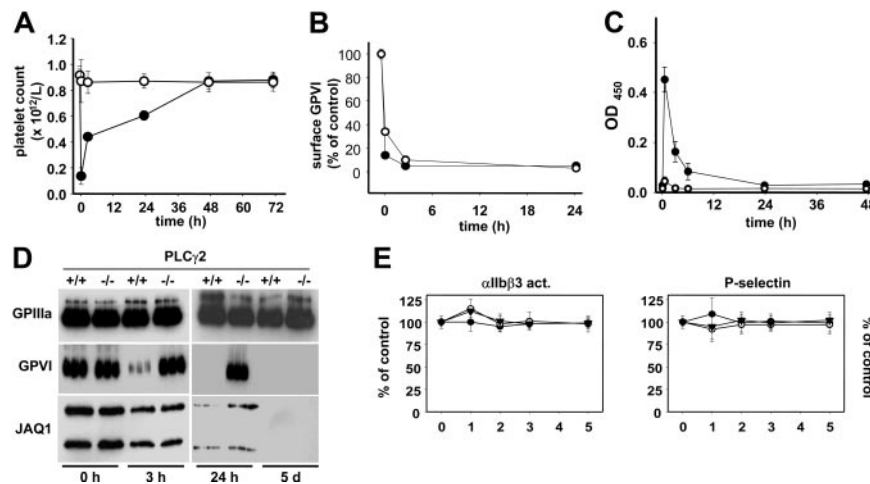 A
platelet count
(x 10¹²/L)
1.2
1.0
0.8
0.6
0.4
0.2
0.0
0 12 24 36 48 60 72
time (h)
B
surface GPVI
(% of control)
100
80
60
40
20
0
0 6 12 18 24
time (h)
C
OD 450
0.6
0.4
0.2
0.0
0 12 24 36 48
time (h)
D
PLCγ2
+/+ -/- +/+ -/- +/+ -/- +/+ -/-
GPIIIa
GPVI
JAQ1
0 h 3 h 24 h 5 d
E
αIIbβ3 act.
% of control
125
100
75
50
25
0
0 1 2 3 4 5
P-selectin
% of control
125
100
75
50
25
0
0 1 2 3 4 5
% of control